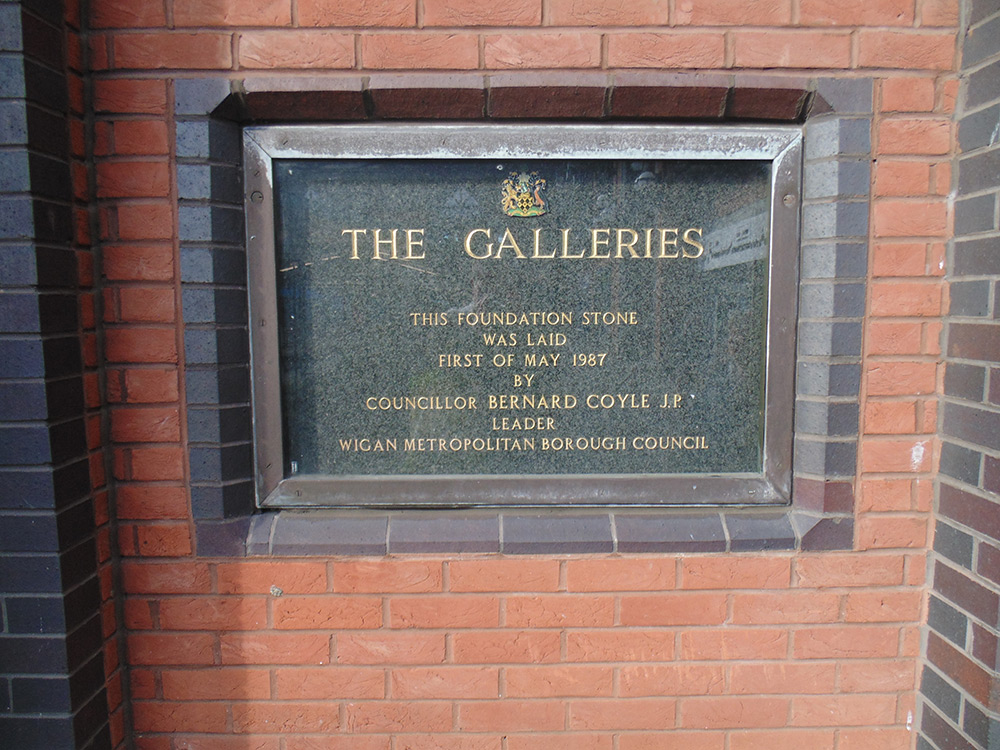 THE GALLERIES
THIS FOUNDATION STONE
WAS LAID
FIRST OF MAY 1987
BY
COUNCILLOR BERNARD COYLE J.P.
LEADER
WIGAN METROPOLITAN BOROUGH COUNCIL